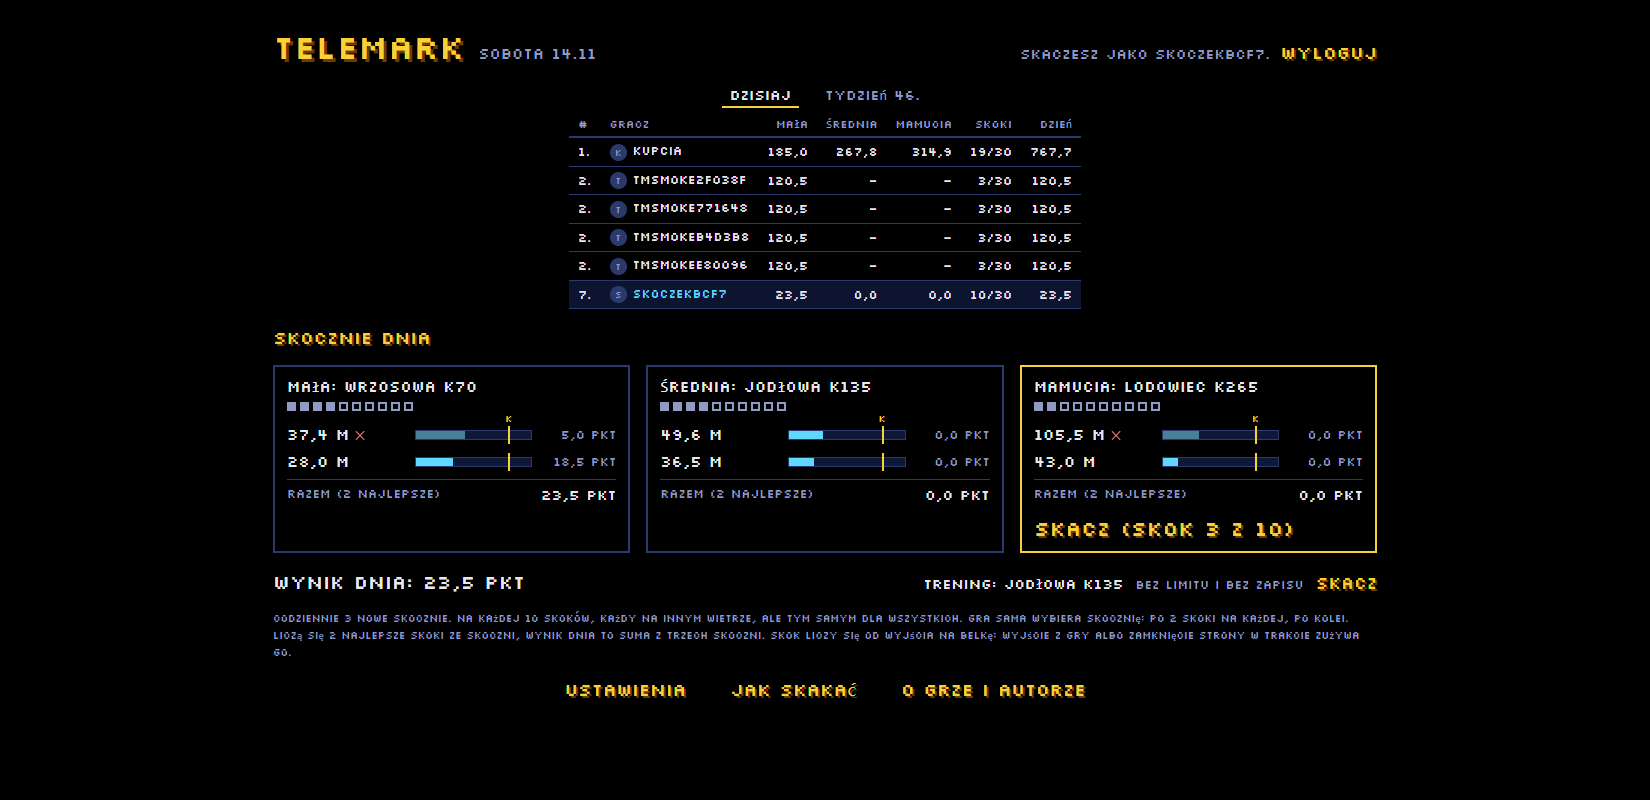 TELEMARK SOBOTA 14.11 SKACZESZ JAKO SKOCZEKBCF7. WYLOGUJ
DZISIAJ TYDZIEń 46.
# GRACZ MAŁA ŚREDNIA MAMUCIA SKOKI DZIEń
1. K KUPCIA 185,0 267,8 314,9 19/30 767,7
2. T TMSMOKE2F038F 120,5 – – 3/30 120,5
2. T TMSMOKE771648 120,5 – – 3/30 120,5
2. T TMSMOKEB4D3B8 120,5 – – 3/30 120,5
2. T TMSMOKEE80096 120,5 – – 3/30 120,5
7. S SKOCZEKBCF7 23,5 0,0 0,0 10/30 23,5
SKOCZNIE DNIA
MAŁA: WRZOSOWA K70
K
37,4 M × 5,0 PKT
28,0 M 18,5 PKT
RAZEM (2 NAJLEPSZE) 23,5 PKT
ŚREDNIA: JODŁOWA K135
K
49,6 M 0,0 PKT
36,5 M 0,0 PKT
RAZEM (2 NAJLEPSZE) 0,0 PKT
MAMUCIA: LODOWIEC K265
K
105,5 M × 0,0 PKT
43,0 M 0,0 PKT
RAZEM (2 NAJLEPSZE) 0,0 PKT
SKACZ (SKOK 3 Z 10)
WYNIK DNIA: 23,5 PKT TRENING: JODŁOWA K135 BEZ LIMITU I BEZ ZAPISU SKACZ
CODZIENNIE 3 NOWE SKOCZNIE. NA KAŻDEJ 10 SKOKÓW, KAŻDY NA INNYM WIETRZE, ALE TYM SAMYM DLA WSZYSTKICH. GRA SAMA WYBIERA SKOCZNIę: PO 2 SKOKI NA KAŻDEJ, PO KOLEI.
LICZą SIę 2 NAJLEPSZE SKOKI ZE SKOCZNI, WYNIK DNIA TO SUMA Z TRZECH SKOCZNI. SKOK LICZY SIę OD WYJŚCIA NA BELKę: WYJŚCIE Z GRY ALBO ZAMKNIęCIE STRONY W TRAKCIE ZUŻYWA
GO.
USTAWIENIA JAK SKAKAĆ O GRZE I AUTORZE